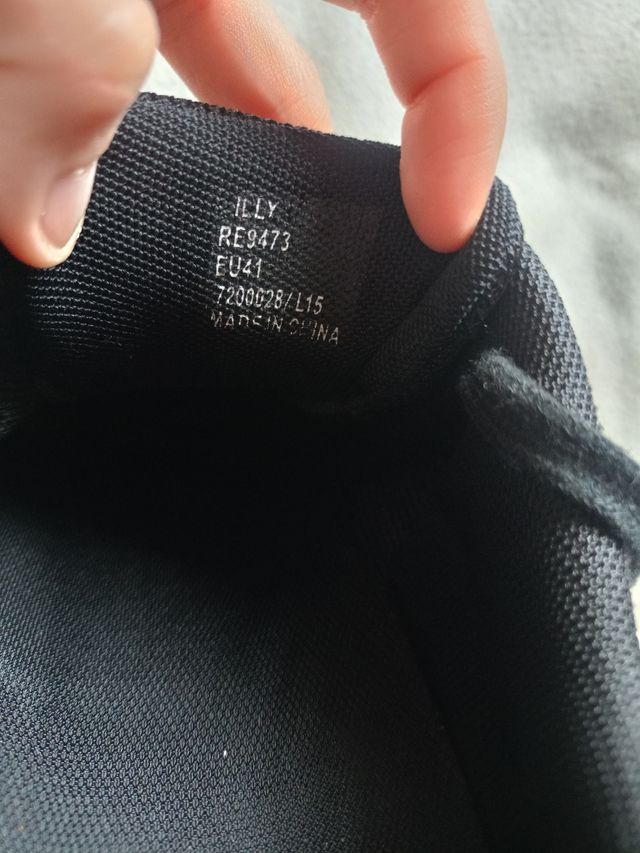 ILLY
RE9473
EU41
7200028/L15
MADE IN CHINA